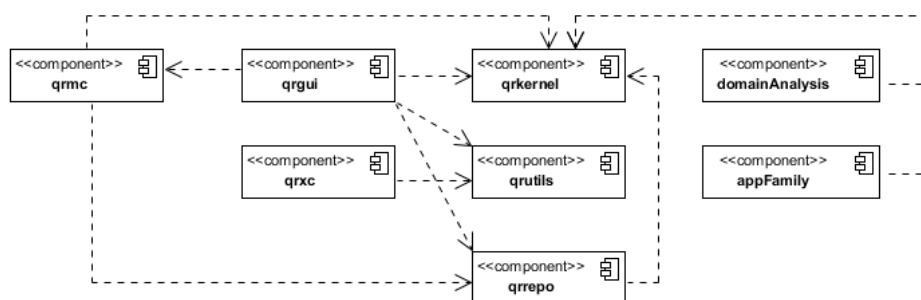 <<component>>
qrmc
<<component>>
qrgui
<<component>>
qrkernel
<<component>>
domainAnalysis
<<component>>
qrxc
<<component>>
qrutils
<<component>>
appFamily
<<component>>
qrrepo